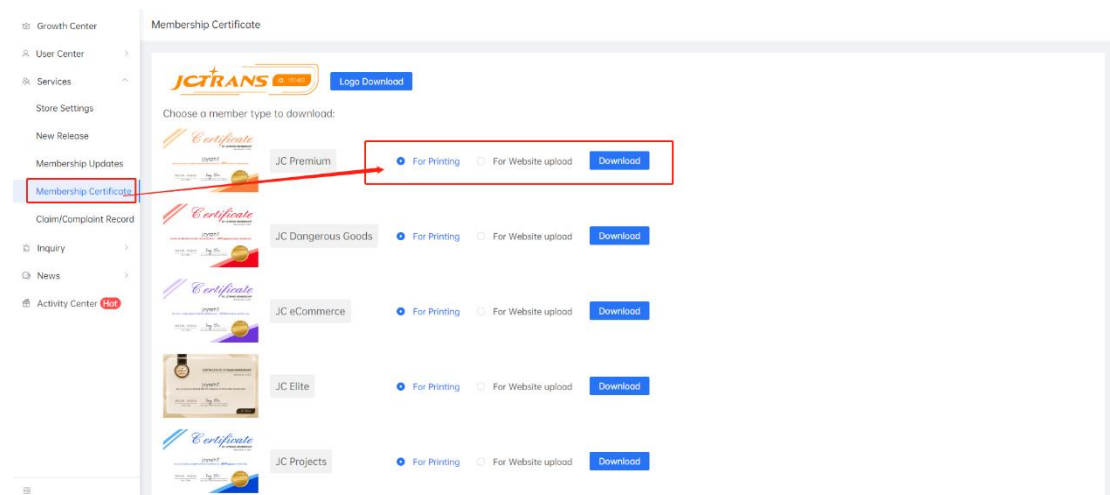 Growth Center
User Center
Services
Store Settings
New Release
Membership Updates
Membership Certificate
Claim/Complaint Record
Inquiry
News
Activity Center Hot
Membership Certificate
JCTRANS
Logo Download
Choose a member type to download:
Certificate
JC Premium For Printing For Website upload Download
Certificate
JC Dangerous Goods For Printing For Website upload Download
Certificate
JC eCommerce For Printing For Website upload Download
JC Elite For Printing For Website upload Download
Certificate
JC Projects For Printing For Website upload Download